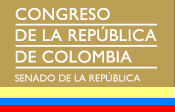 CONGRESO
DE LA REPÚBLICA
DE COLOMBIA
SENADO DE LA REPÚBLICA